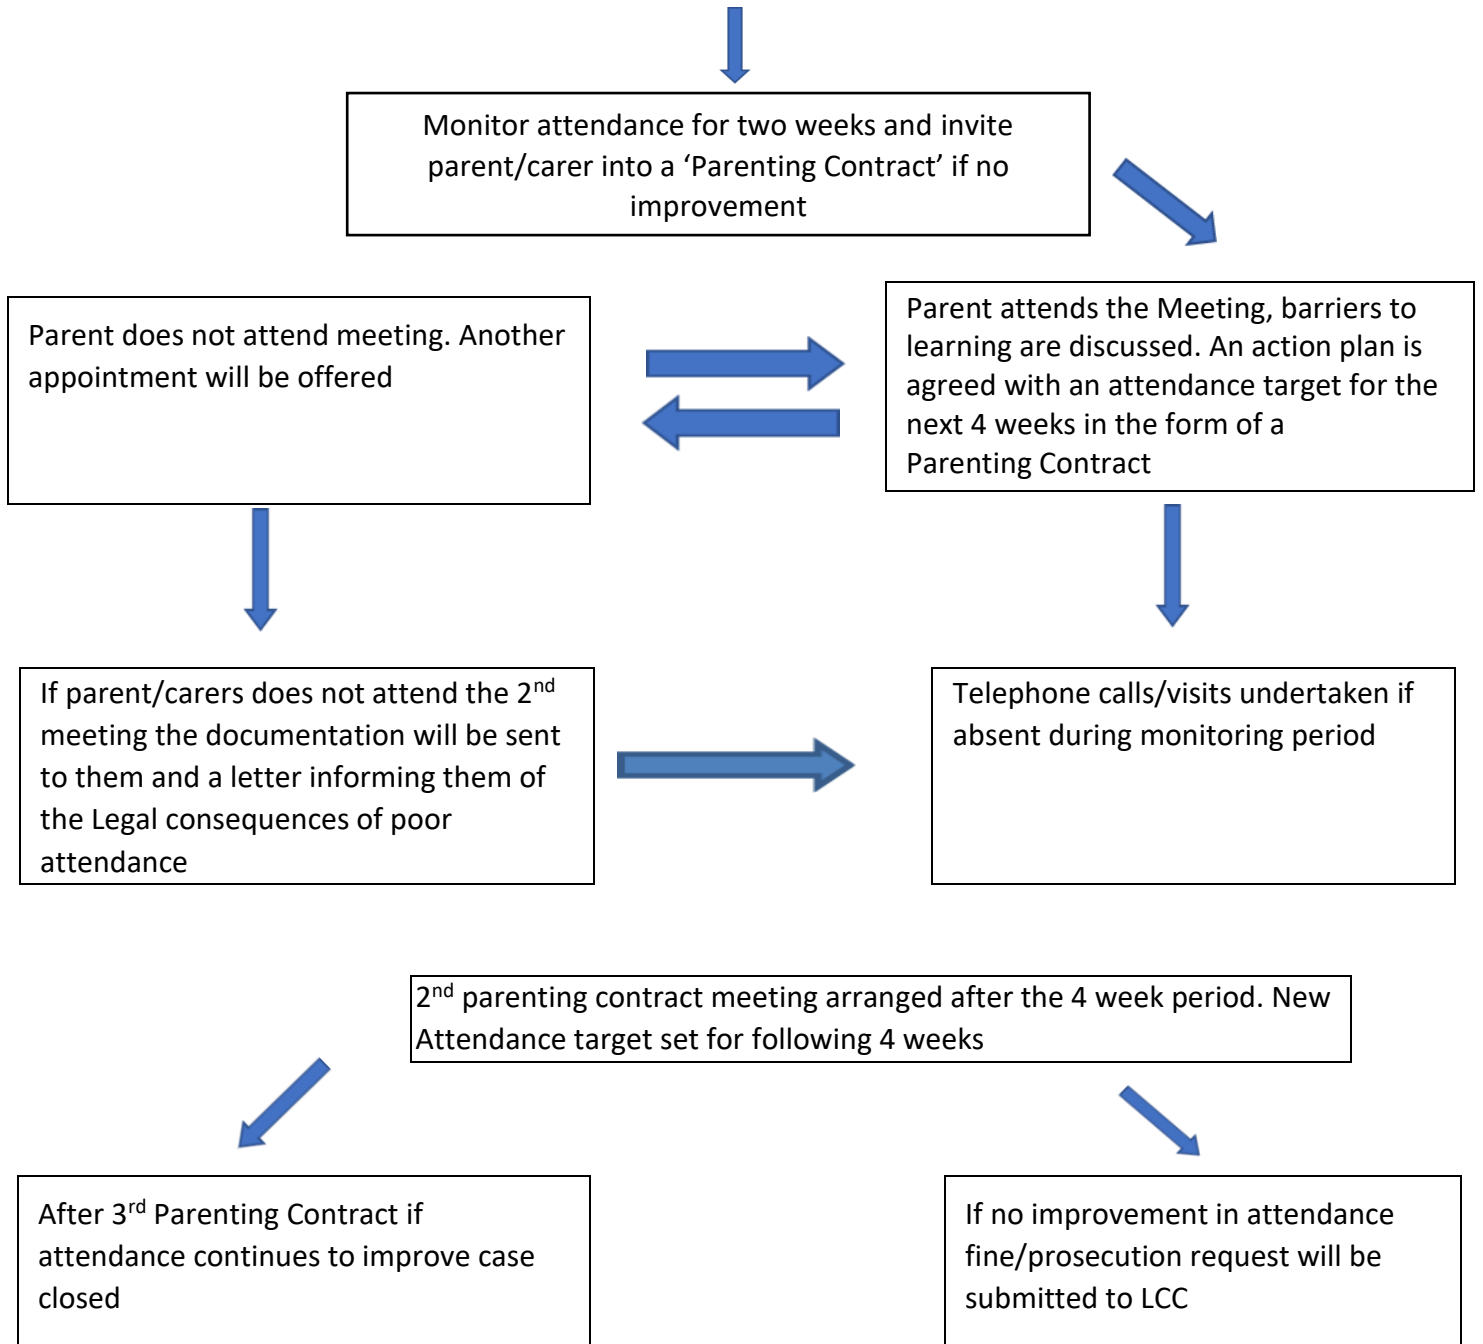 Monitor attendance for two weeks and invite
parent/carer into a ‘Parenting Contract’ if no
improvement
Parent does not attend meeting. Another
appointment will be offered
Parent attends the Meeting, barriers to
learning are discussed. An action plan is
agreed with an attendance target for the
next 4 weeks in the form of a
Parenting Contract
If parent/carers does not attend the 2nd
meeting the documentation will be sent
to them and a letter informing them of
the Legal consequences of poor
attendance
Telephone calls/visits undertaken if
absent during monitoring period
2nd parenting contract meeting arranged after the 4 week period. New
Attendance target set for following 4 weeks
After 3rd Parenting Contract if
attendance continues to improve case
closed
If no improvement in attendance
fine/prosecution request will be
submitted to LCC